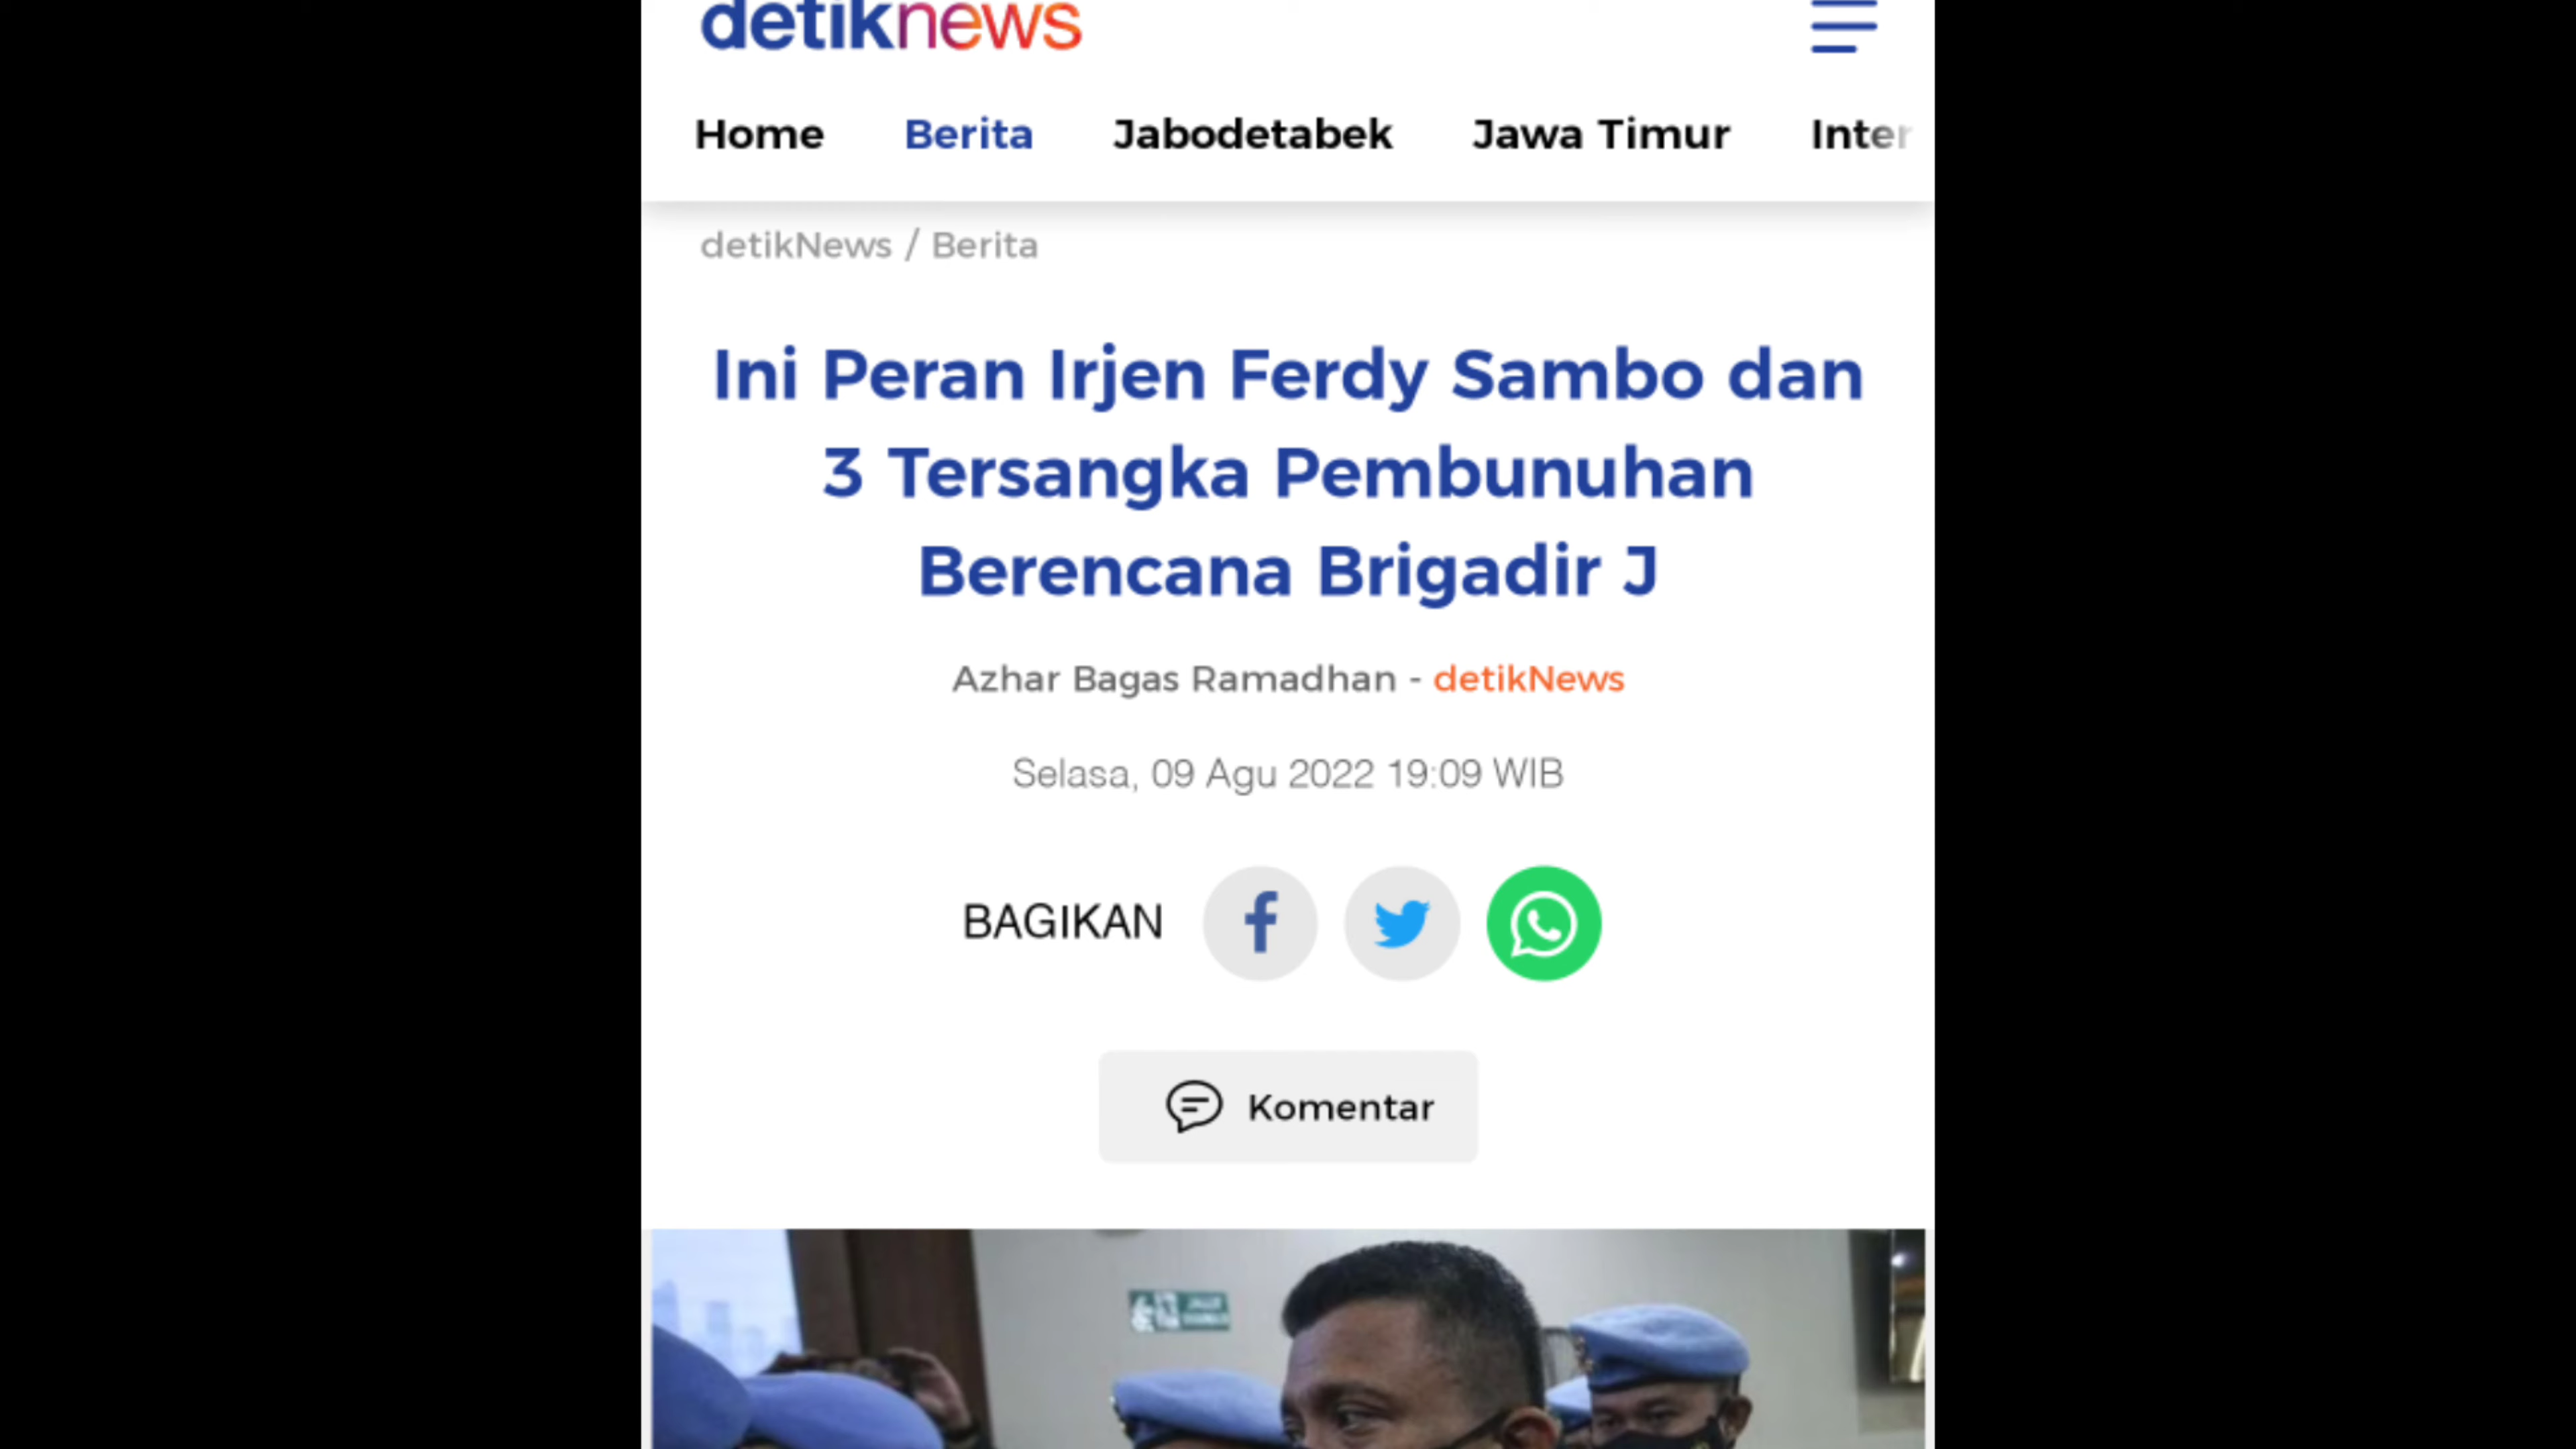 detiknews
Home Berita Jabodetabek Jawa Timur Inter
detikNews / Berita
Ini Peran Irjen Ferdy Sambo dan
3 Tersangka Pembunuhan
Berencana Brigadir J
Azhar Bagas Ramadhan - detikNews
Selasa, 09 Agu 2022 19:09 WIB
BAGIKAN
Komentar